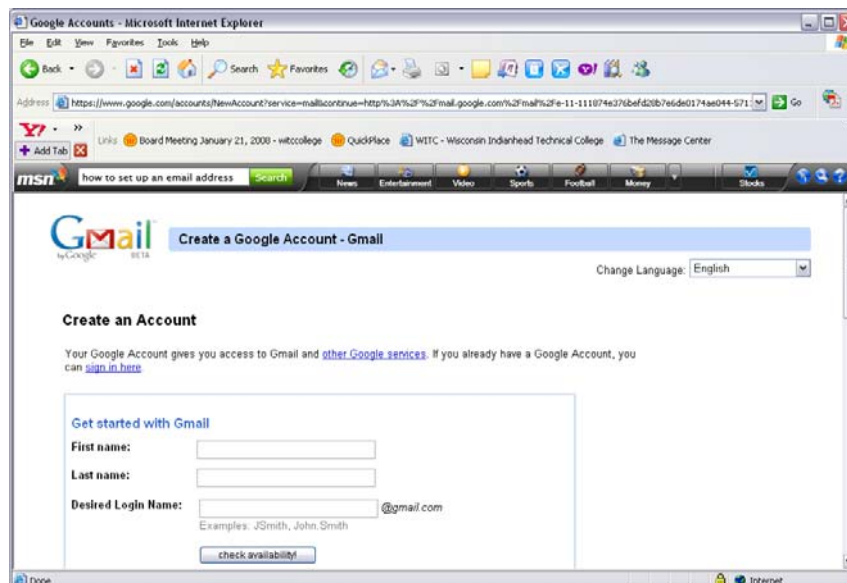 Google Accounts - Microsoft Internet Explorer
File Edit View Favorites Tools Help
Back Search Favorites
Address https://www.google.com/accounts/NewAccount?service=mail&continue=http%3A%2F%2Fmail.google.com%2Fmail%2Fe-11- Go
Y!
Links Board Meeting January 21, 2008 - witccollege QuickPlace WITC - Wisconsin Indianhead Technical College The Message Center
Add Tab
msn how to set up an email address Search News Entertainment Video Sports Football Money Stocks
Gmail by Google BETA
Create a Google Account - Gmail
Change Language: English
Create an Account
Your Google Account gives you access to Gmail and other Google services. If you already have a Google Account, you
can sign in here.
Get started with Gmail
First name:
Last name:
Desired Login Name: @gmail.com
Examples: JSmith, John.Smith
check availability!
Done Internet